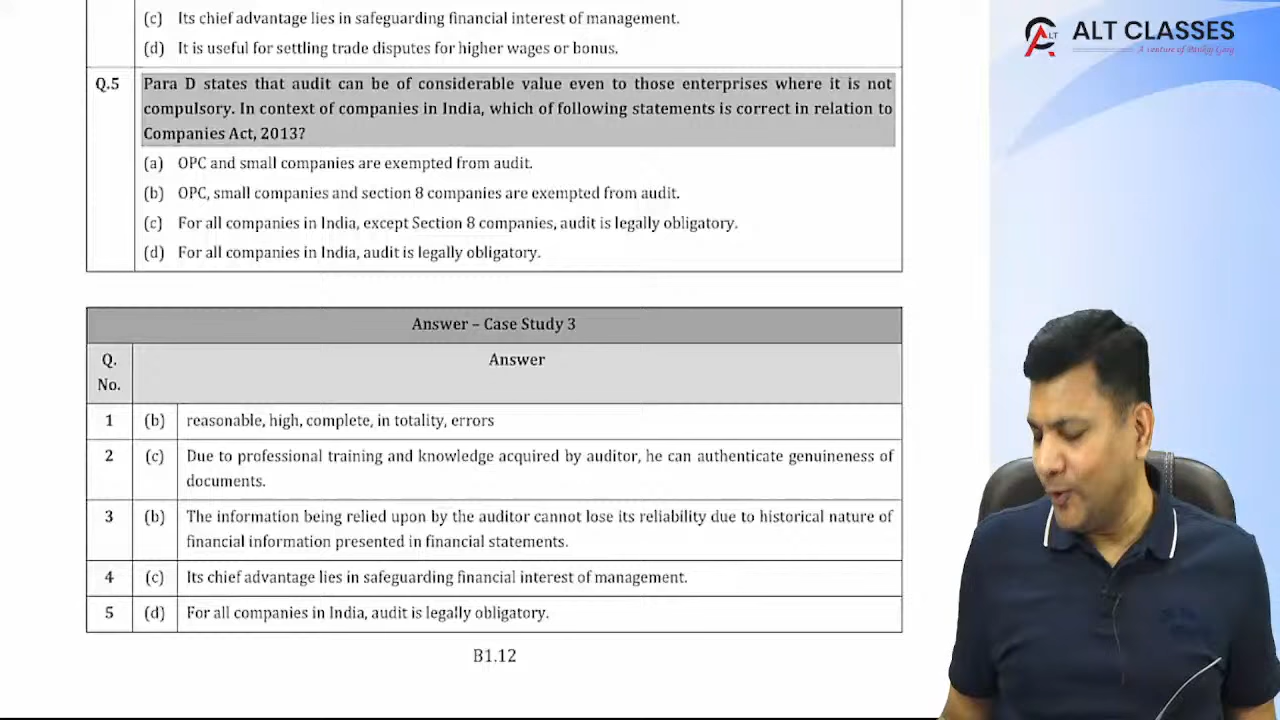 (c) Its chief advantage lies in safeguarding financial interest of management.
(d) It is useful for settling trade disputes for higher wages or bonus.
Q.5 Para D states that audit can be of considerable value even to those enterprises where it is not
compulsory. In context of companies in India, which of following statements is correct in relation to
Companies Act, 2013?
(a) OPC and small companies are exempted from audit.
(b) OPC, small companies and section 8 companies are exempted from audit.
(c) For all companies in India, except Section 8 companies, audit is legally obligatory.
(d) For all companies in India, audit is legally obligatory.
Answer – Case Study 3
Q. No. Answer
1 (b) reasonable, high, complete, in totality, errors
2 (c) Due to professional training and knowledge acquired by auditor, he can authenticate genuineness of
documents.
3 (b) The information being relied upon by the auditor cannot lose its reliability due to historical nature of
financial information presented in financial statements.
4 (c) Its chief advantage lies in safeguarding financial interest of management.
5 (d) For all companies in India, audit is legally obligatory.
B1.12
ALT
ALT CLASSES
A venture of Pankaj Garg